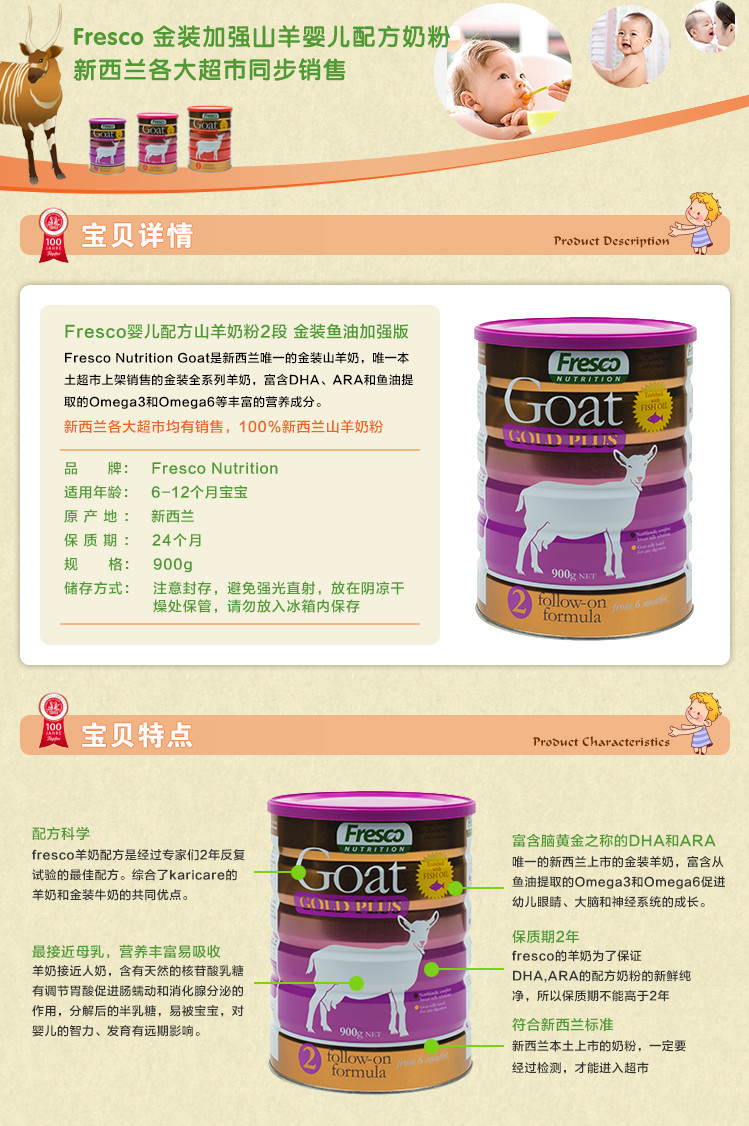 Fresco 金装加强山羊婴儿配方奶粉
新西兰各大超市同步销售
Fresco
Goat
Fresco
Goat
Fresco
Goat
100
JAHRE
宝贝详情
Product Description
Fresco婴儿配方山羊奶粉2段 金装鱼油加强版
Fresco Nutrition Goat是新西兰唯一的金装山羊奶，唯一本
土超市上架销售的金装全系列羊奶，富含DHA、ARA和鱼油提
取的Omega3和Omega6等丰富的营养成分。
新西兰各大超市均有销售，100%新西兰山羊奶粉
品 牌： Fresco Nutrition
适用年龄： 6-12个月宝宝
原 产 地 ： 新西兰
保 质 期 ： 24个月
规 格： 900g
储存方式： 注意封存，避免强光直射，放在阴凉干
燥处保管，请勿放入冰箱内保存
Fresco
NUTRITION
Goat
Enriched
with
FISH OIL
GOLD PLUS
900g NET
2 follow-on
formula
from 6 months
100
JAHRE
宝贝特点
Product Characteristics
配方科学
fresco羊奶配方是经过专家们2年反复
试验的最佳配方。综合了karicare的
羊奶和金装牛奶的共同优点。
最接近母乳，营养丰富易吸收
羊奶接近人奶，含有天然的核苷酸乳糖
有调节胃酸促进肠蠕动和消化腺分泌的
作用，分解后的半乳糖，易被宝宝，对
婴儿的智力、发育有远期影响。
Fresco
NUTRITION
Goat
Enriched
with
FISH OIL
GOLD PLUS
900g NET
2 follow-on
formula
from 6 months
富含脑黄金之称的DHA和ARA
唯一的新西兰上市的金装羊奶，富含从
鱼油提取的Omega3和Omega6促进
幼儿眼睛、大脑和神经系统的成长。
保质期2年
fresco的羊奶为了保证
DHA,ARA的配方奶粉的新鲜纯
净，所以保质期不能高于2年
符合新西兰标准
新西兰本土上市的奶粉，一定要
经过检测，才能进入超市